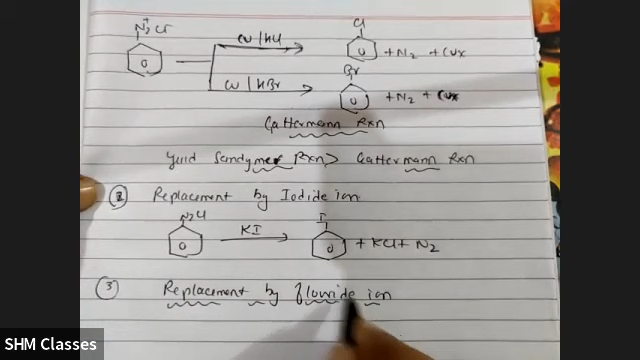 N₂⁺Cl⁻ Cu/HCl Cl + N₂ + CuX
Cu/HBr Br + N₂ + CuX
Gattermann Rxn
Yield Sandymer Rxn > Gattermann Rxn
② Replacement by Iodide ion
N₂Cl KI I + KCl + N₂
③ Replacement by flouride ion
SHM Classes